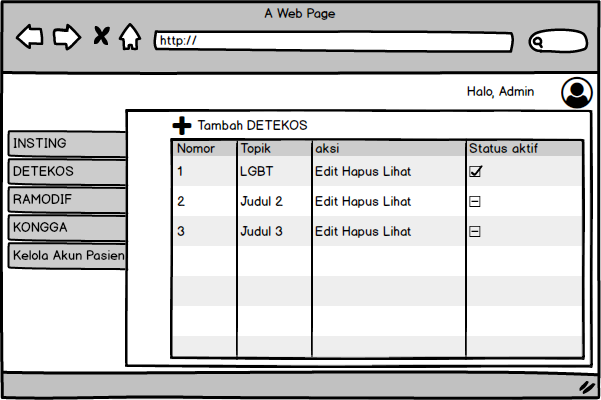 A Web Page
http://
Halo, Admin
INSTING
DETEKOS
RAMODIF
KONGGA
Kelola Akun Pasien
Tambah DETEKOS
Nomor Topik aksi Status aktif
1 LGBT Edit Hapus Lihat
2 Judul 2 Edit Hapus Lihat
3 Judul 3 Edit Hapus Lihat